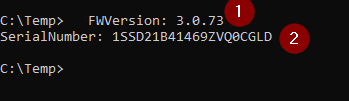 C:\Temp>   FWVersion: 3.0.73 1
SerialNumber: 1SSD21B41469ZVQ0CGLD 2
C:\Temp>